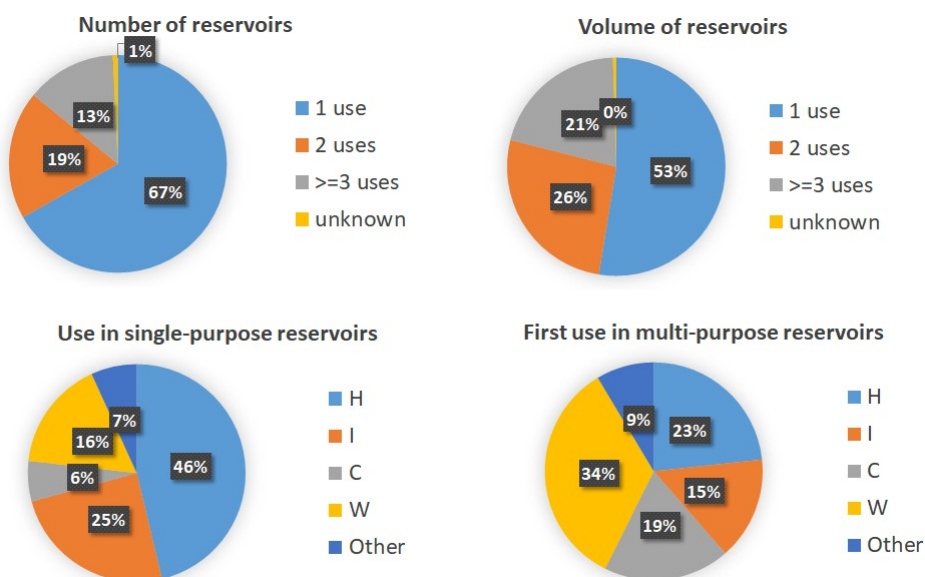 Number of reservoirs
1%
13%
19%
67%
1 use
2 uses
>=3 uses
unknown
Volume of reservoirs
0%
21%
53%
26%
1 use
2 uses
>=3 uses
unknown
Use in single-purpose reservoirs
7%
16%
46%
6%
25%
H
I
C
W
Other
First use in multi-purpose reservoirs
9%
23%
34%
15%
19%
H
I
C
W
Other